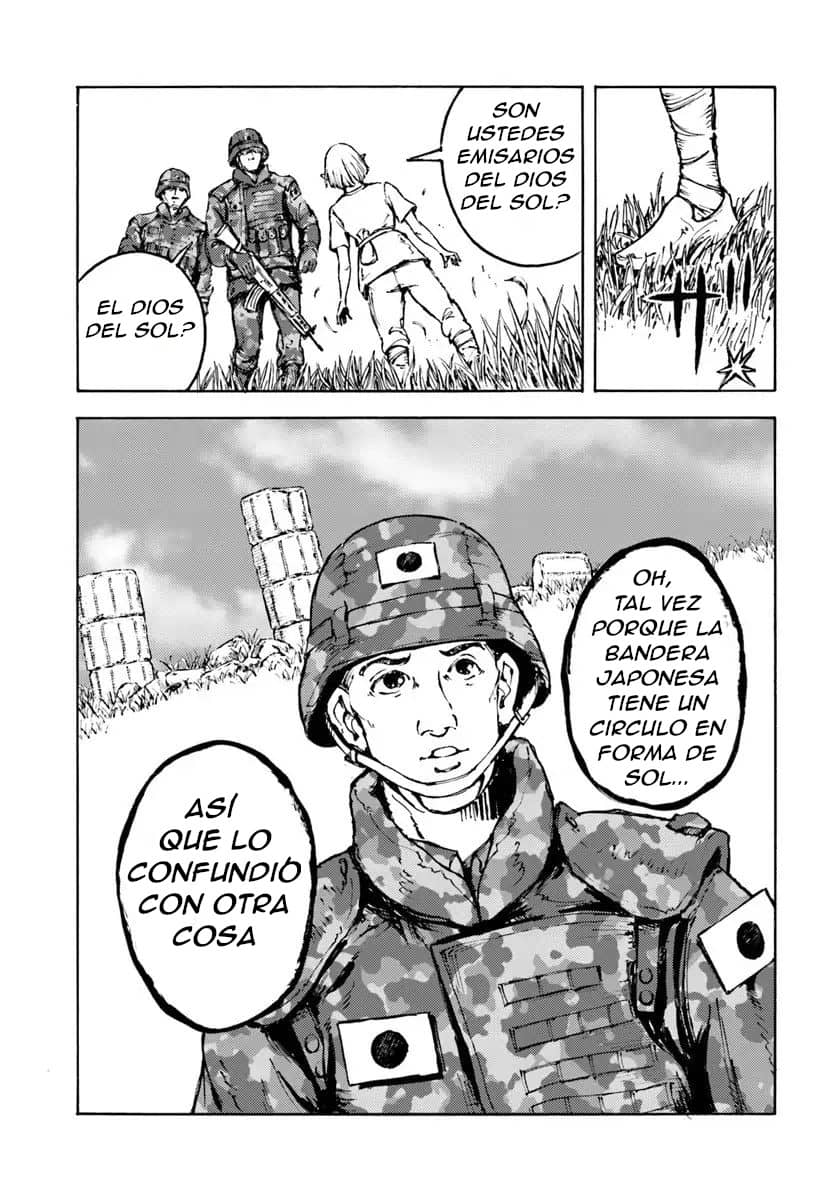 SON
USTEDES
EMISARIOS
DEL DIOS
DEL SOL?
EL DIOS
DEL SOL?
OH,
TAL VEZ
PORQUE LA
BANDERA
JAPONESA
TIENE UN
CIRCULO EN
FORMA DE
SOL...
ASÍ
QUE LO
CONFUNDIÓ
CON OTRA
COSA